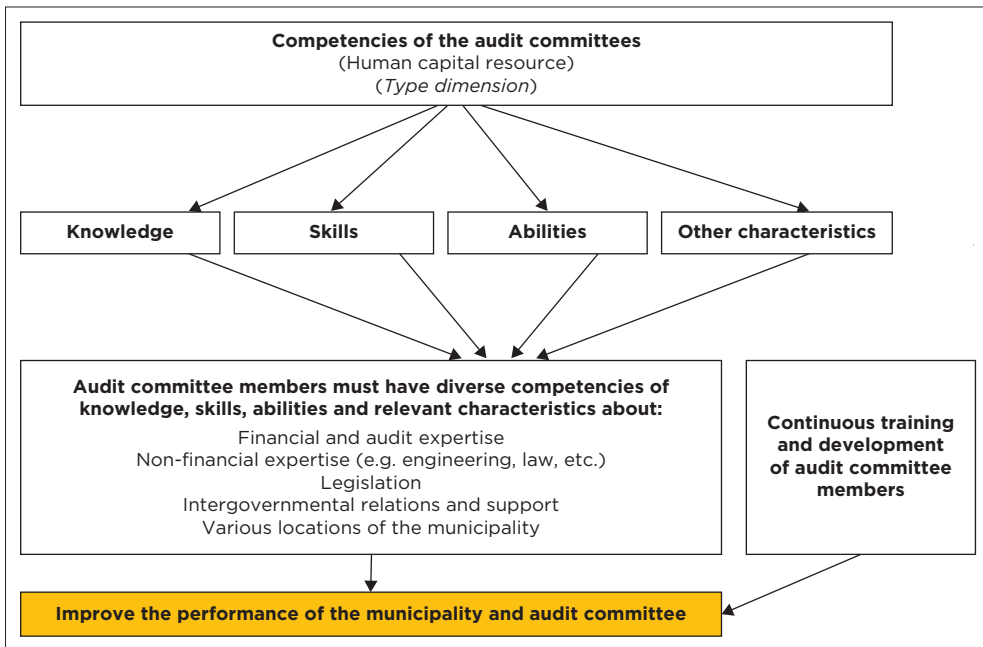 Competencies of the audit committees
(Human capital resource)
(Type dimension)
Knowledge
Skills
Abilities
Other characteristics
Audit committee members must have diverse competencies of
knowledge, skills, abilities and relevant characteristics about:
Financial and audit expertise
Non-financial expertise (e.g. engineering, law, etc.)
Legislation
Intergovernmental relations and support
Various locations of the municipality
Continuous training
and development
of audit committee
members
Improve the performance of the municipality and audit committee